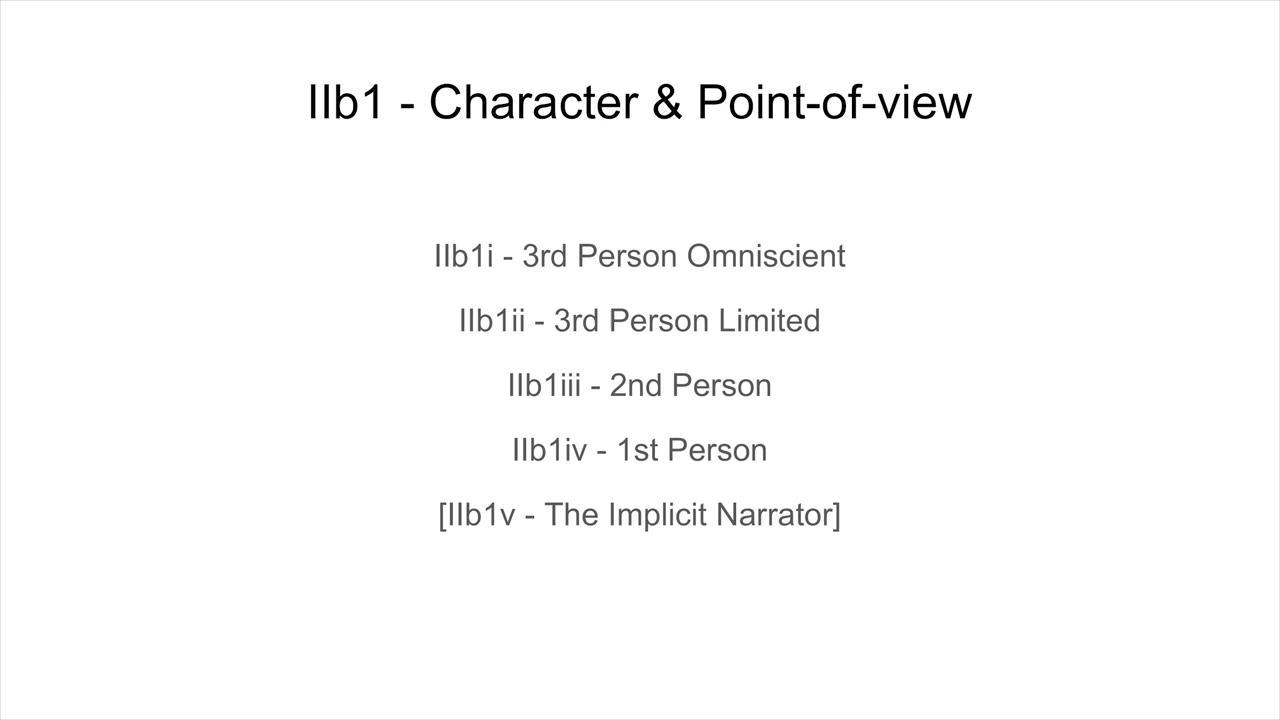 IIb1 - Character & Point-of-view
IIb1i - 3rd Person Omniscient
IIb1ii - 3rd Person Limited
IIb1iii - 2nd Person
IIb1iv - 1st Person
[IIb1v - The Implicit Narrator]